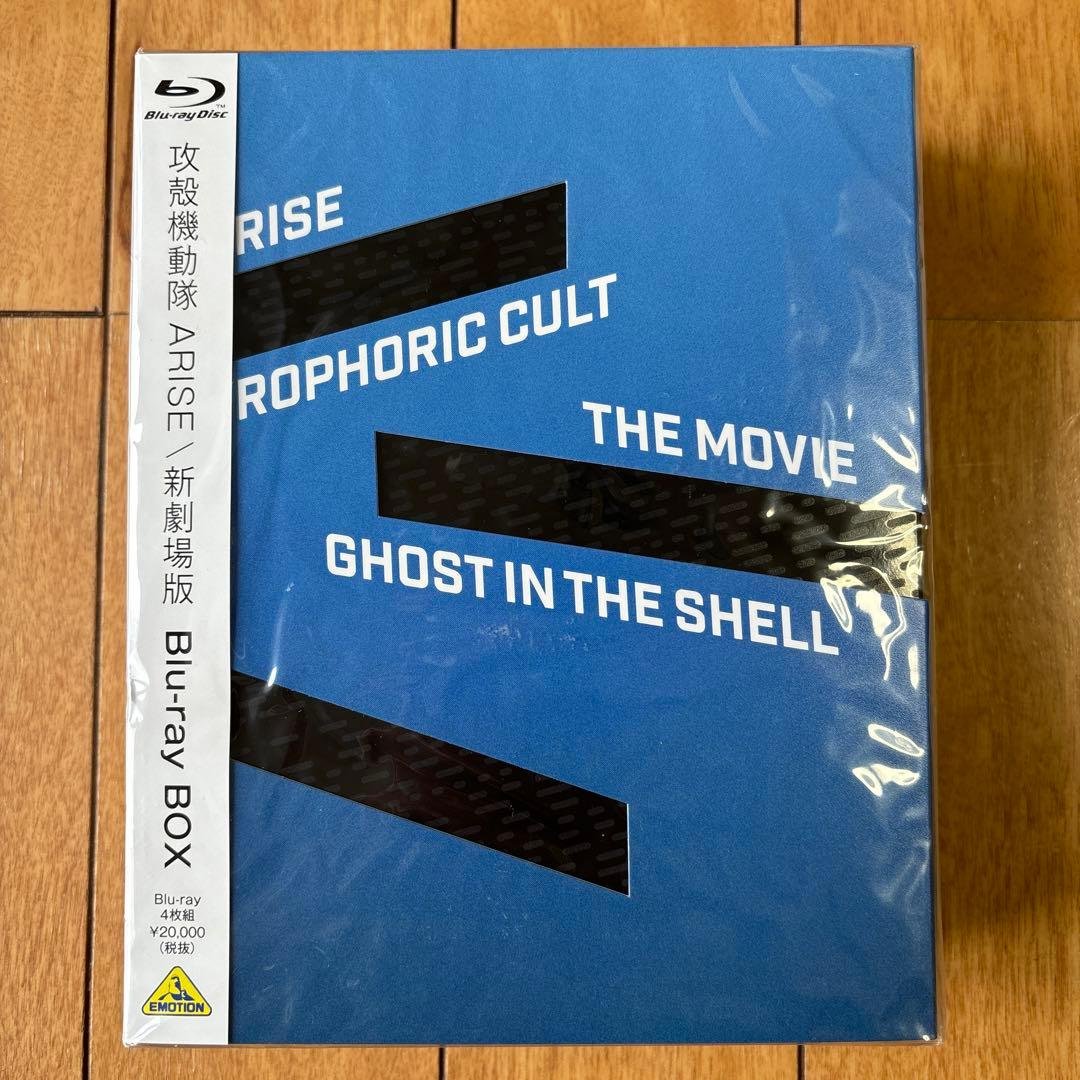 Blu-ray Disc™
攻殻機動隊 ARISE / 新劇場版 Blu-ray BOX
Blu-ray
4枚組
¥20,000
(税抜)
EMOTION
RISE
ROPHORIC CULT
THE MOVIE
GHOST IN THE SHELL